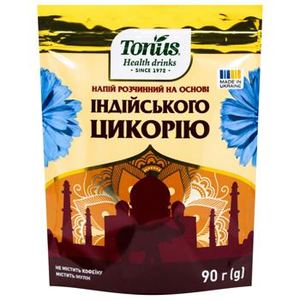 Tonus
Health drinks
• SINCE 1972 •
MADE IN
UKRAINE
НАПІЙ РОЗЧИННИЙ НА ОСНОВІ
ІНДІЙСЬКОГО
ЦИКОРІЮ
НЕ МІСТИТЬ КОФЕЇНУ
МІСТИТЬ ІНУЛІН
90 г (g)